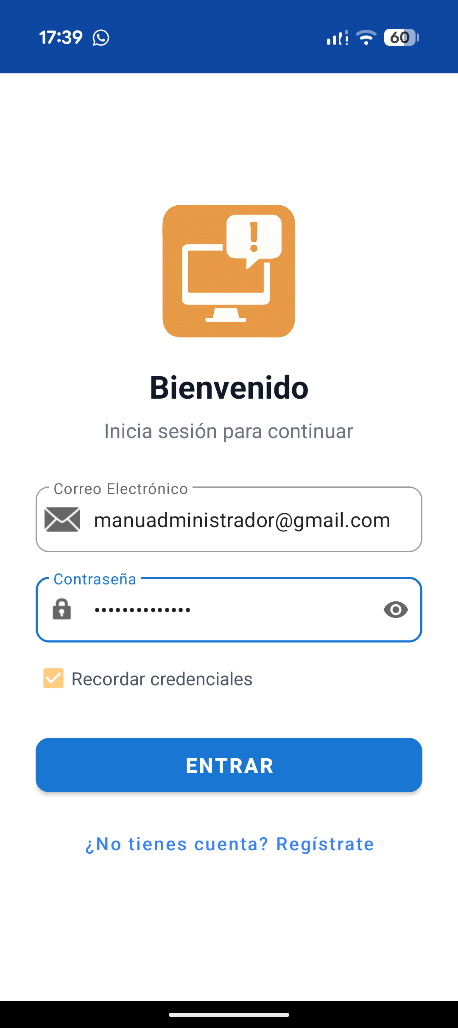 17:39
60
!
Bienvenido
Inicia sesión para continuar
Correo Electrónico
manuadministrador@gmail.com
Contraseña
••••••••••••••
Recordar credenciales
ENTRAR
¿No tienes cuenta? Regístrate